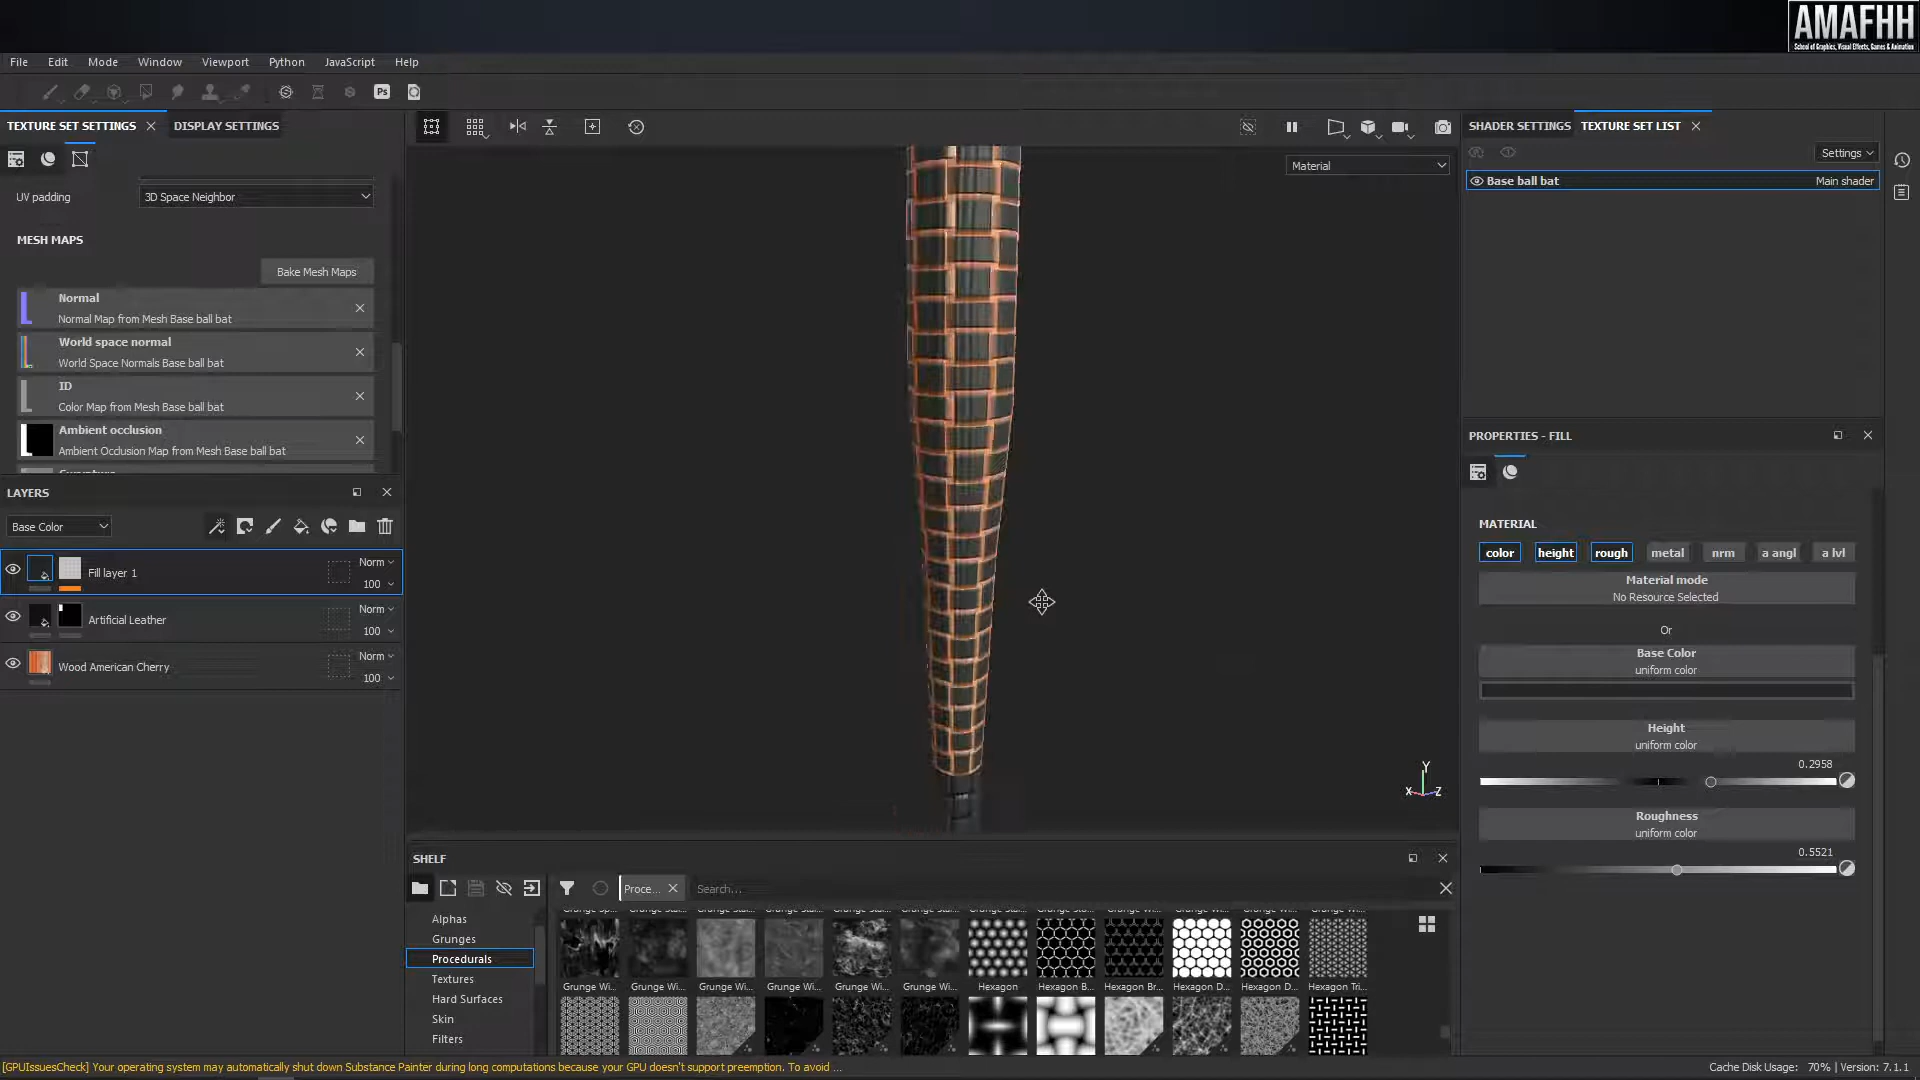 AMAFHH
School of Graphics, Visual Effects, Games & Animation
File Edit Mode Window Viewport Python JavaScript Help
Ps
TEXTURE SET SETTINGS
DISPLAY SETTINGS
UV padding
3D Space Neighbor
MESH MAPS
Bake Mesh Maps
Normal
Normal Map from Mesh Base ball bat
World space normal
World Space Normals Base ball bat
ID
Color Map from Mesh Base ball bat
Ambient occlusion
Ambient Occlusion Map from Mesh Base ball bat
LAYERS
Base Color
Fill layer 1
Norm
100
Artificial Leather
Norm
100
Wood American Cherry
Norm
100
Material
Y
X
Z
SHELF
Proce...
Search...
Alphas
Grunges
Procedurals
Textures
Hard Surfaces
Skin
Filters
Grunge Wi... Grunge Wi... Grunge Wi... Grunge Wi... Grunge Wi... Grunge Wi... Hexagon Hexagon B... Hexagon Br... Hexagon D... Hexagon D... Hexagon Tri...
SHADER SETTINGS
TEXTURE SET LIST
Settings
Base ball bat
Main shader
PROPERTIES - FILL
MATERIAL
color height rough metal nrm a angl a lvl
Material mode
No Resource Selected
Or
Base Color
uniform color
Height
uniform color
0.2958
Roughness
uniform color
0.5521
[GPUIssuesCheck] Your operating system may automatically shut down Substance Painter during long computations because your GPU doesn't support preemption. To avoid ...
Cache Disk Usage: 70% | Version: 7.1.1